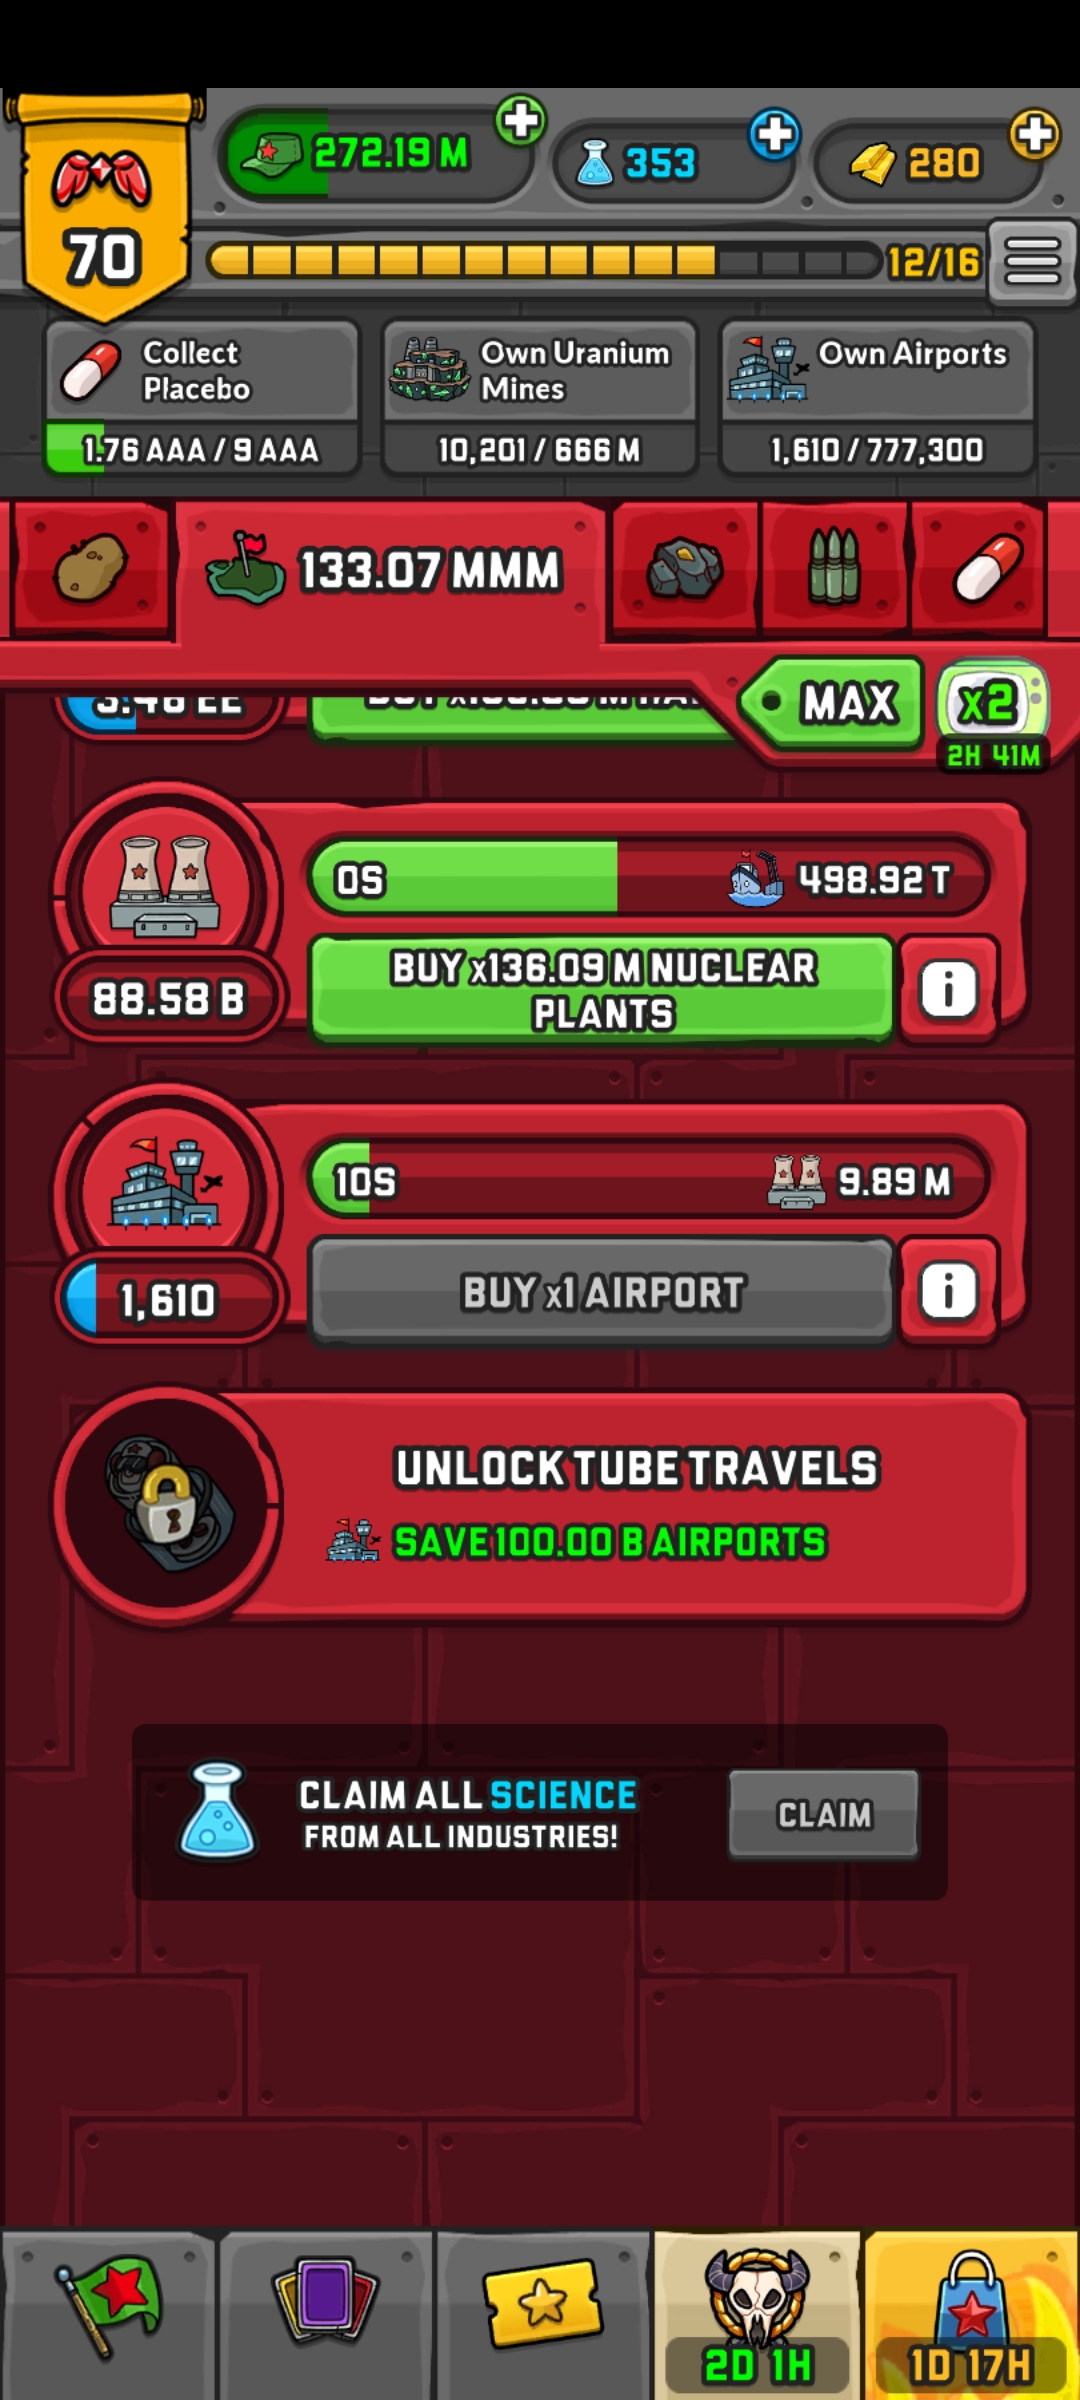 272.19 M
353
280
70
12/16
Collect
Placebo
Own Uranium
Mines
Own Airports
1.76 AAA / 9 AAA
10,201 / 666 M
1,610 / 777,300
133.07 MMM
MAX
x2
2H 41M
0S
498.92 T
BUY x136.09 M NUCLEAR
PLANTS
88.58 B
10S
9.89 M
BUY x1 AIRPORT
1,610
UNLOCK TUBE TRAVELS
SAVE 100.00 B AIRPORTS
CLAIM ALL SCIENCE
FROM ALL INDUSTRIES!
CLAIM
2D 1H
1D 17H